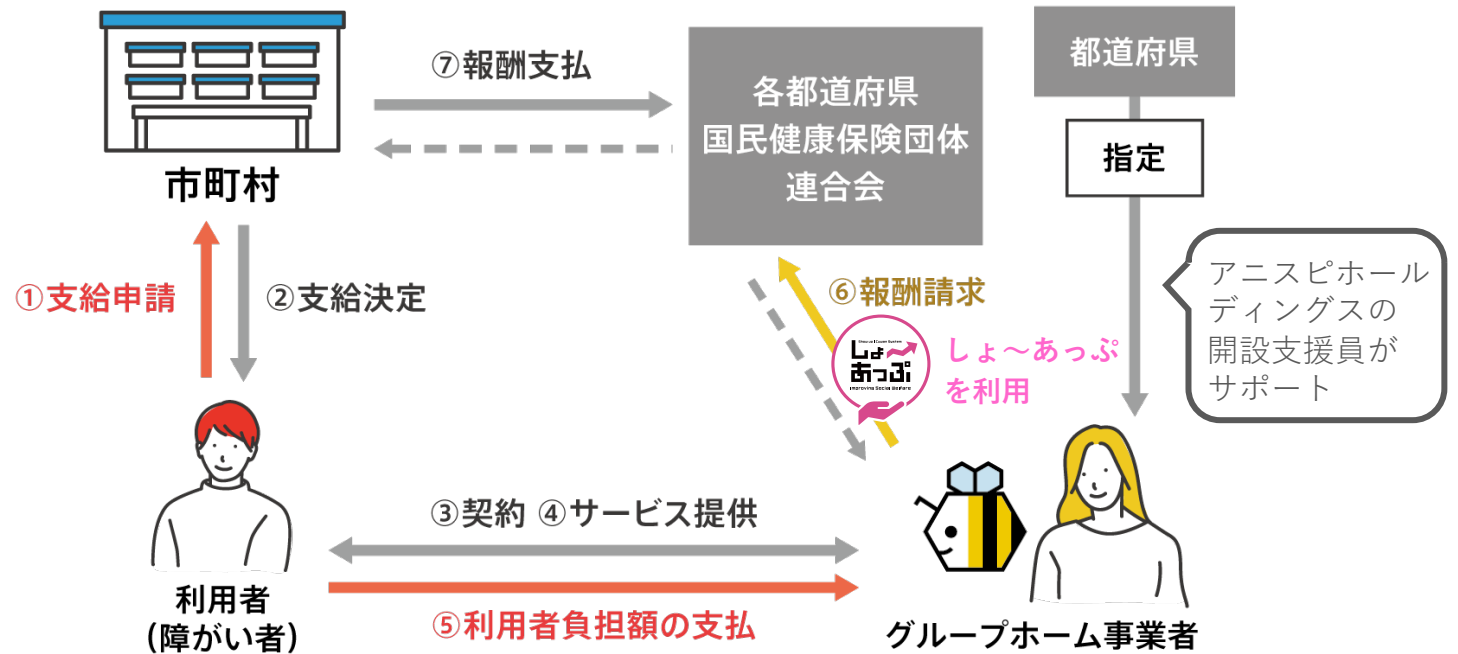 ⑦報酬支払
各都道府県
国民健康保険団体
連合会
都道府県
指定
市町村
①支給申請
②支給決定
⑥報酬請求
しょ
あっぷ
Improving Social Welfare
しょ～あっぷ
を利用
アニスピホール
ディングスの
開設支援員が
サポート
③契約 ④サービス提供
⑤利用者負担額の支払
利用者
(障がい者)
グループホーム事業者